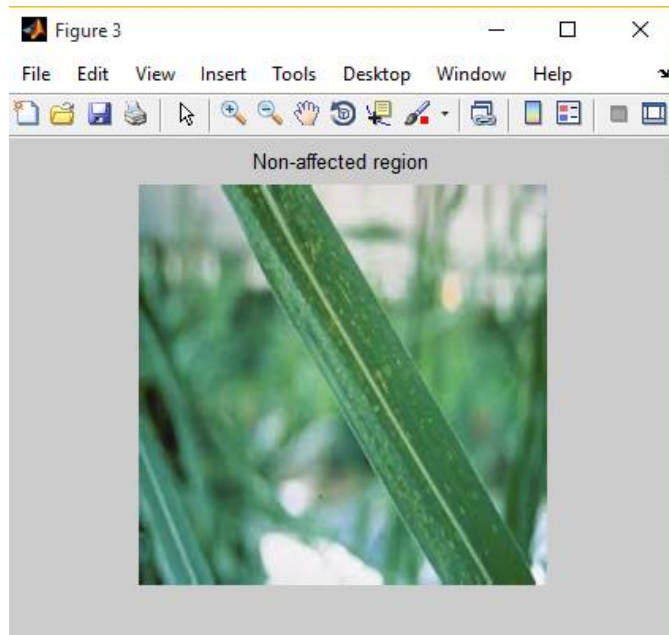 Figure 3
File Edit View Insert Tools Desktop Window Help
Non-affected region